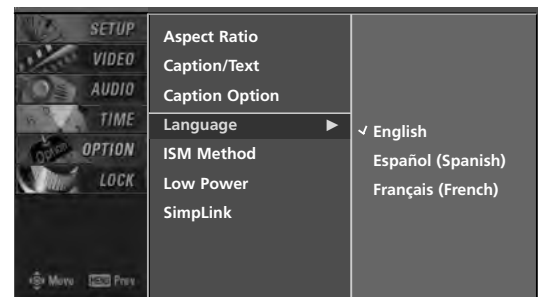 SETUP
VIDEO
AUDIO
TIME
OPTION
LOCK
Move MENU Prev
Aspect Ratio
Caption/Text
Caption Option
Language ▶
ISM Method
Low Power
SimpLink
✓ English
Español (Spanish)
Français (French)